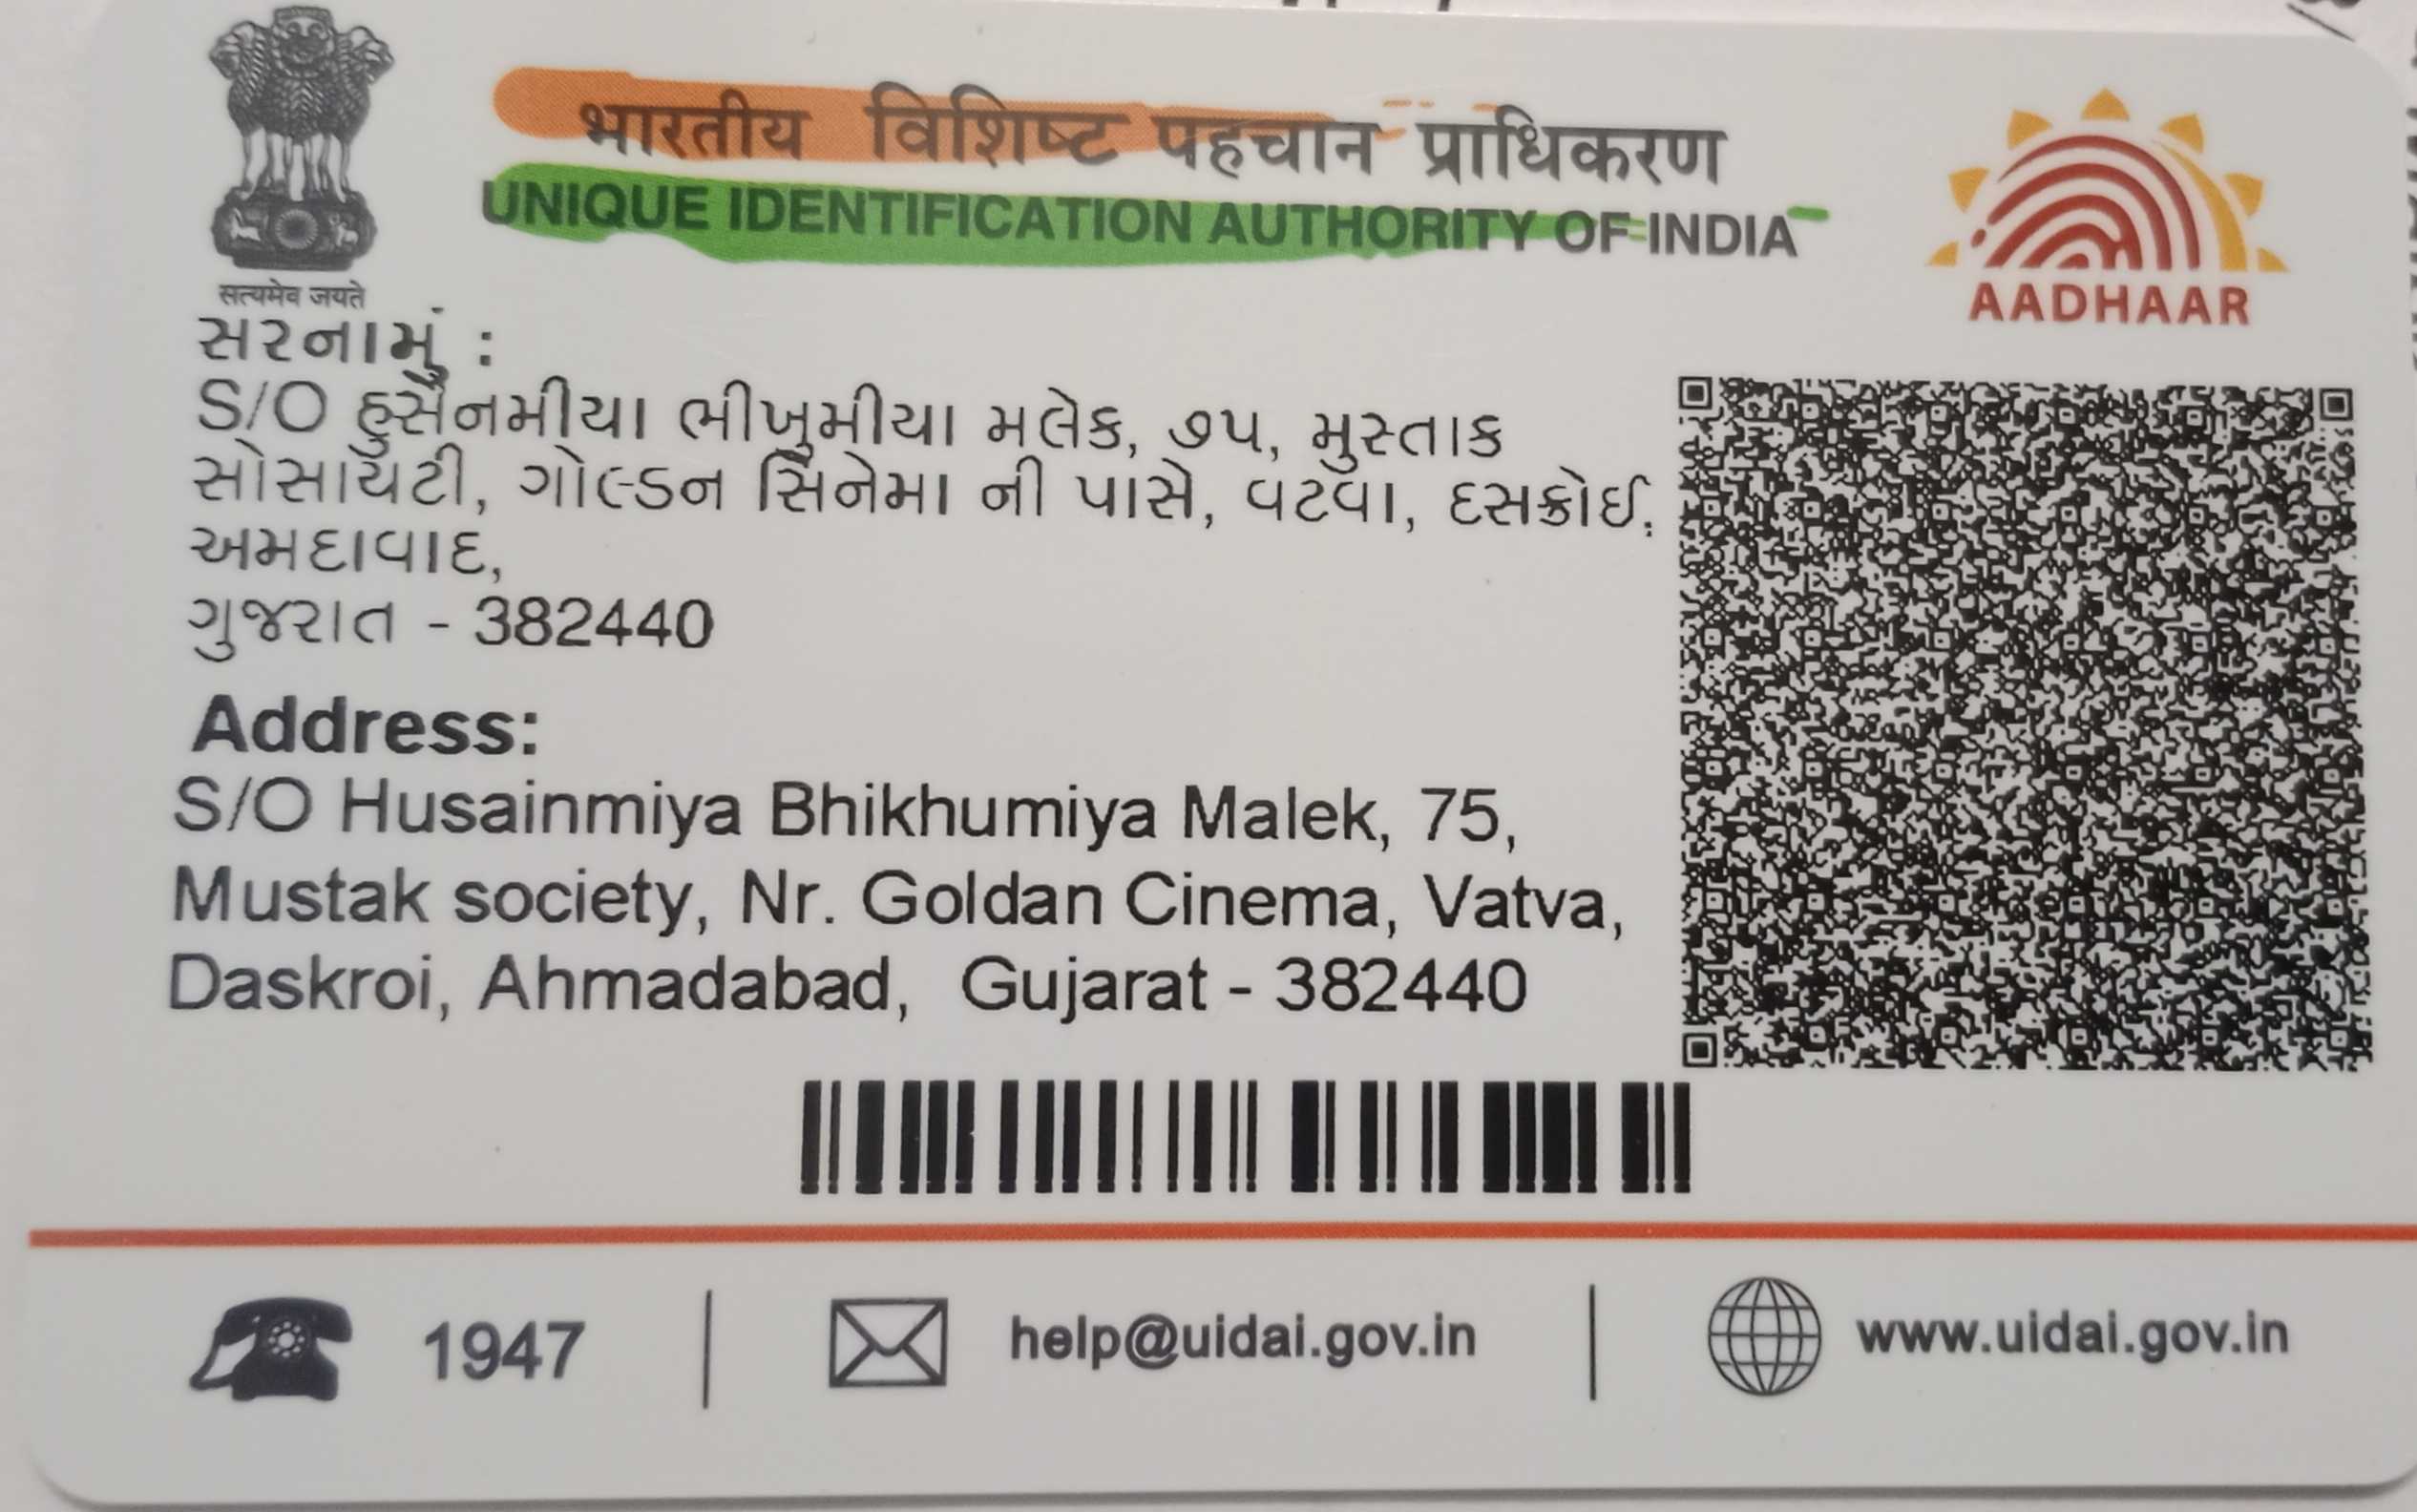 सत्यमेव जयते
भारतीय विशिष्ट पहचान प्राधिकरण
UNIQUE IDENTIFICATION AUTHORITY OF INDIA
AADHAAR
સરનામું :
S/O હુસૈનમીયા ભીખુમીયા મલેક, ૭૫, મુસ્તાક
સોસાયટી, ગોલ્ડન સિનેમા ની પાસે, વટવા, દસક્રોઈ,
અમદાવાદ,
ગુજરાત - 382440
Address:
S/O Husainmiya Bhikhumiya Malek, 75,
Mustak society, Nr. Goldan Cinema, Vatva,
Daskroi, Ahmadabad, Gujarat - 382440
1947
help@uidai.gov.in
www.uidai.gov.in